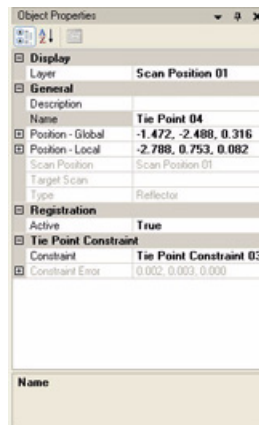 Object Properties
Display
Layer Scan Position 01
General
Description
Name Tie Point 04
Position - Global -1.472, -2.488, 0.316
Position - Local -2.788, 0.753, 0.082
Scan Position Scan Position 01
Target Scan
Type Reflector
Registration
Active True
Tie Point Constraint
Constraint Tie Point Constraint 03
Constraint Error 0.002, 0.003, 0.000
Name